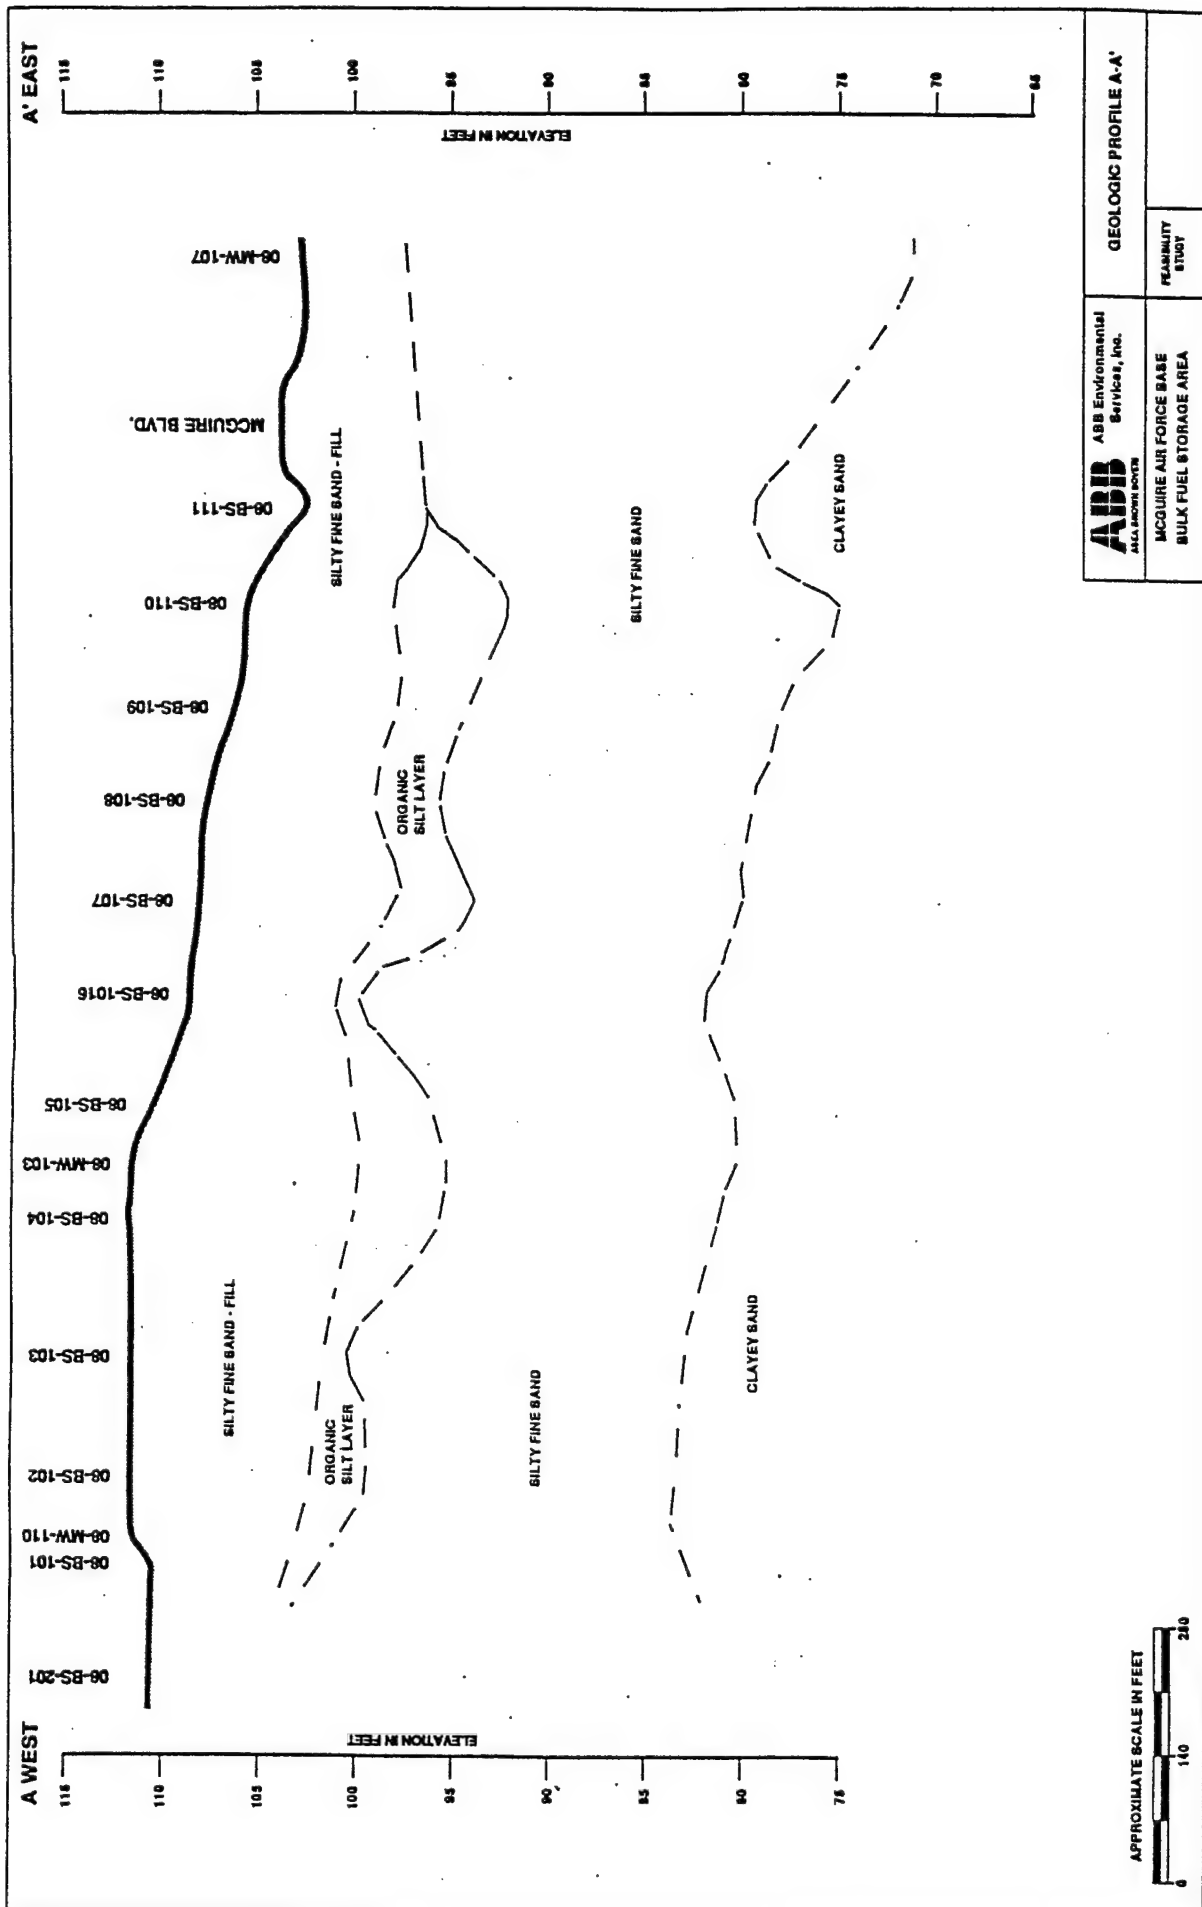 A WEST
A' EAST
08-BS-201
08-BS-101
08-MW-110
08-BS-102
08-BS-103
08-BS-104
08-MW-103
08-BS-105
08-BS-1016
08-BS-107
08-BS-108
08-BS-109
08-BS-110
08-BS-111
MCGUIRE BLVD.
08-MW-107
115
110
105
100
95
90
85
80
75
ELEVATION IN FEET
115
110
105
100
95
90
85
80
75
70
65
ELEVATION IN FEET
SILTY FINE SAND - FILL
SILTY FINE SAND - FILL
ORGANIC
SILT LAYER
ORGANIC
SILT LAYER
SILTY FINE SAND
SILTY FINE SAND
CLAYEY SAND
CLAYEY SAND
APPROXIMATE SCALE IN FEET
0
140
280
ABB
ASEA BROWN BOVERI
ABB Environmental
Services, Inc.
GEOLOGIC PROFILE A-A'
MCGUIRE AIR FORCE BASE
BULK FUEL STORAGE AREA
FEASIBILITY
STUDY